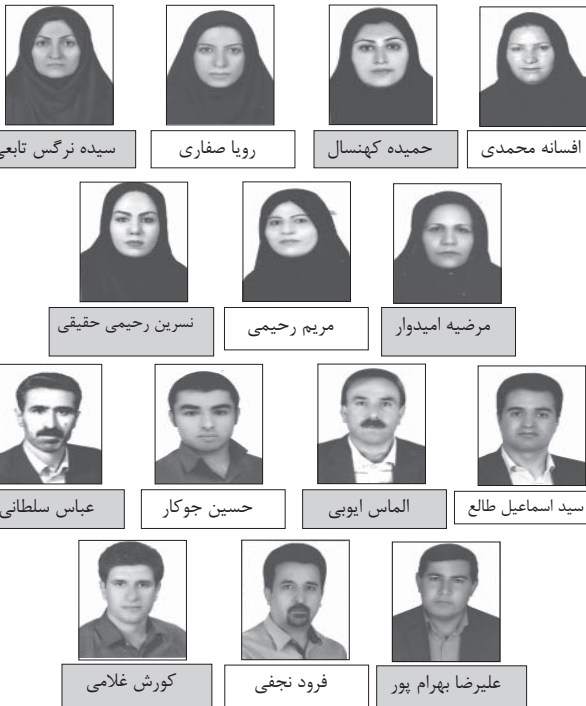 افسانه محمدی
حمیده کهنسال
رویا صفاری
سیده نرگس تابعی
مرضیه امیدوار
مریم رحیمی
نسرین رحیمی حقیقی
سید اسماعیل طالع
الماس ایوبی
حسین جوکار
عباس سلطانی
علیرضا بهرام پور
فرود نجفی
کورش غلامی